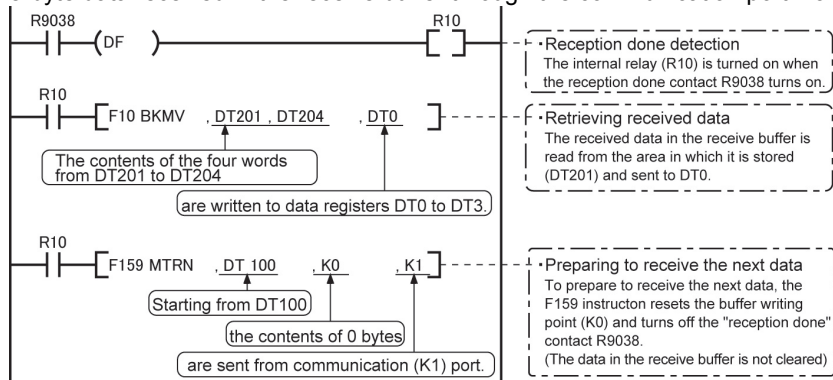 R9038
DF
R10
·Reception done detection
The internal relay (R10) is turned on when
the reception done contact R9038 turns on.
R10
F10 BKMV , DT201 , DT204 , DT0
·Retrieving received data
The received data in the receive buffer is
read from the area in which it is stored
(DT201) and sent to DT0.
The contents of the four words
from DT201 to DT204
are written to data registers DT0 to DT3.
R10
F159 MTRN , DT 100 , K0 , K1
·Preparing to receive the next data
To prepare to receive the next data, the
F159 instructon resets the buffer writing
point (K0) and turns off the "reception done"
contact R9038.
(The data in the receive buffer is not cleared)
Starting from DT100
the contents of 0 bytes
are sent from communication (K1) port.